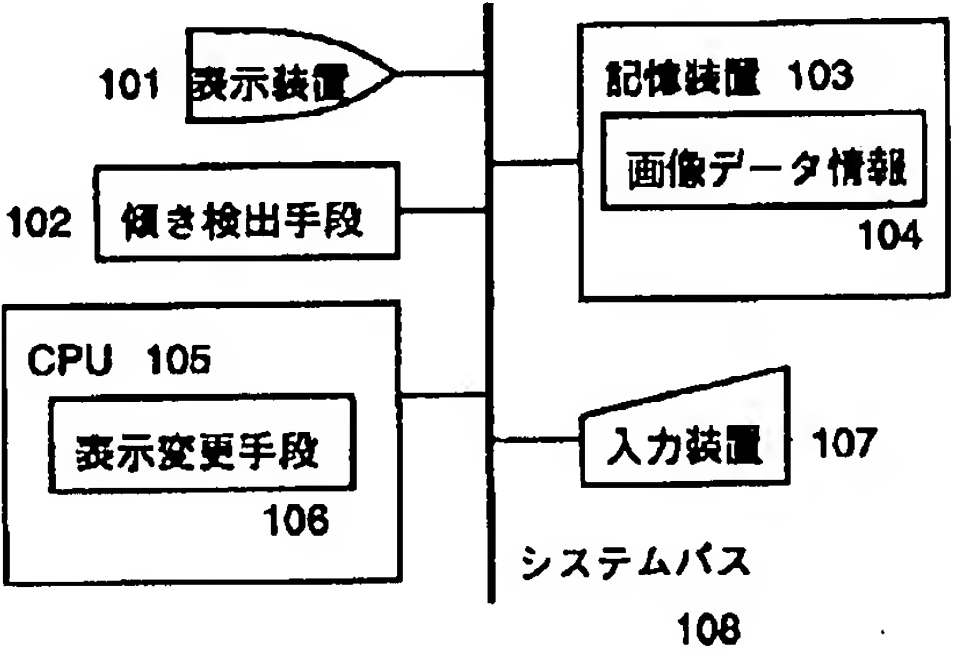 101 表示装置
102 傾き検出手段
CPU 105
表示変更手段
106
記憶装置 103
画像データ情報
104
入力装置 107
システムバス
108